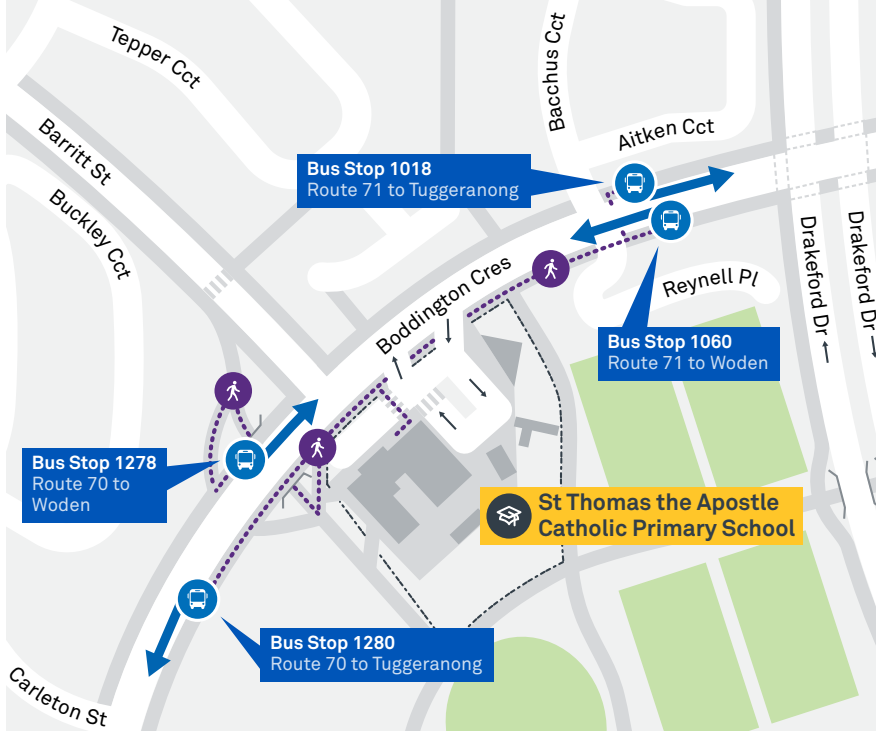 Tepper Cct
Bacchus Cct
Barritt St
Aitken Cct
Bus Stop 1018
Route 71 to Tuggeranong
Buckley Cct
Drakeford Dr
Drakeford Dr
Boddington Cres
Reynell Pl
Bus Stop 1060
Route 71 to Woden
Bus Stop 1278
Route 70 to
Woden
St Thomas the Apostle
Catholic Primary School
Bus Stop 1280
Route 70 to Tuggeranong
Carleton St